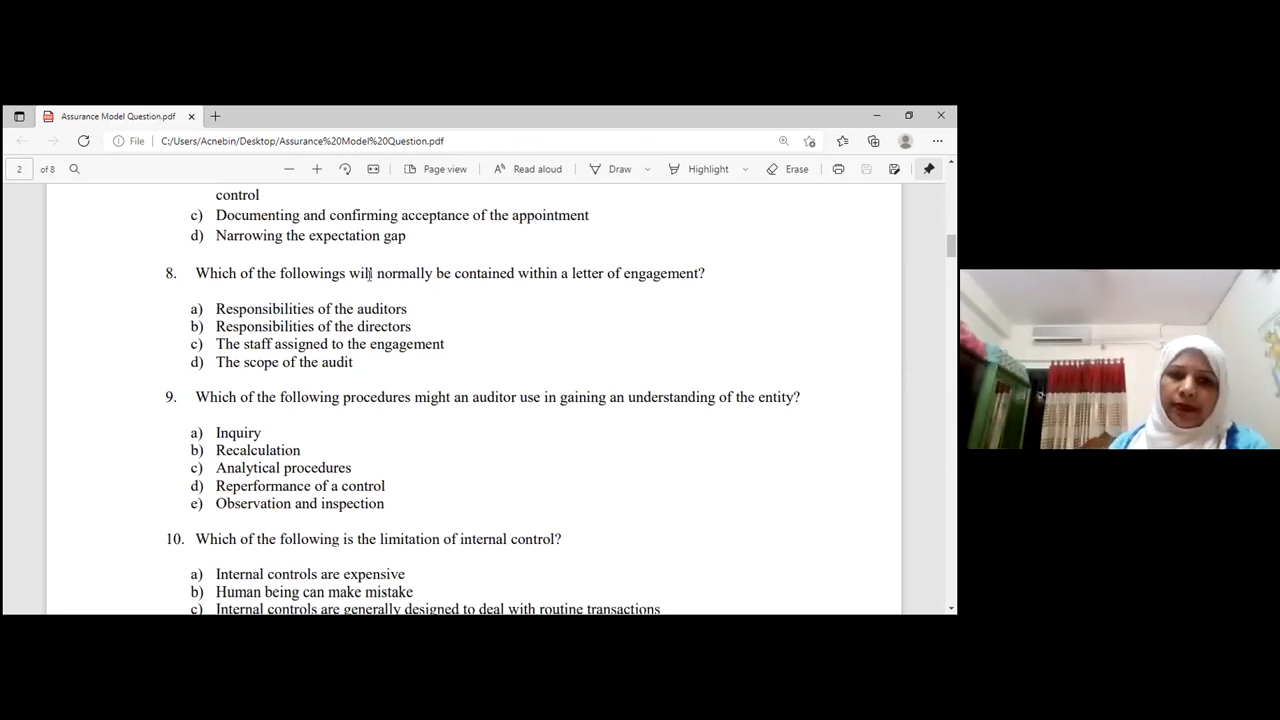 Assurance Model Question.pdf
File C:/Users/Acnebin/Desktop/Assurance%20Model%20Question.pdf
2 of 8 Page view Read aloud Draw Highlight Erase
control
c) Documenting and confirming acceptance of the appointment
d) Narrowing the expectation gap
8. Which of the followings will normally be contained within a letter of engagement?
a) Responsibilities of the auditors
b) Responsibilities of the directors
c) The staff assigned to the engagement
d) The scope of the audit
9. Which of the following procedures might an auditor use in gaining an understanding of the entity?
a) Inquiry
b) Recalculation
c) Analytical procedures
d) Reperformance of a control
e) Observation and inspection
10. Which of the following is the limitation of internal control?
a) Internal controls are expensive
b) Human being can make mistake
c) Internal controls are generally designed to deal with routine transactions